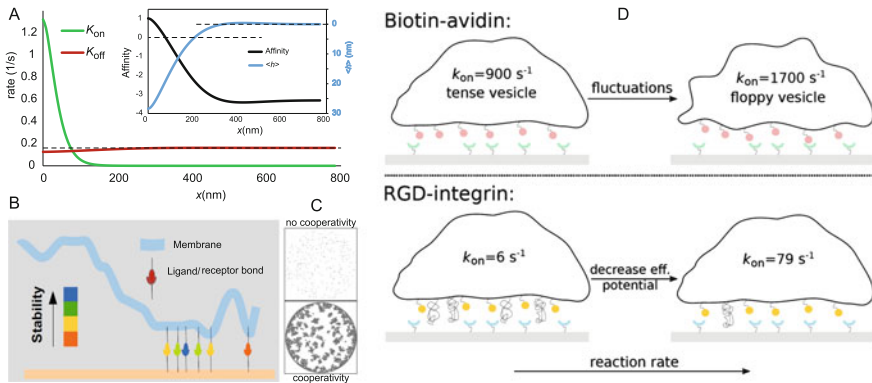 A
rate (1/s)
1.2
1
0.8
0.6
0.4
0.2
0
Kon
Koff
0 200 400 600 800
x(nm)
Affinity
1
0
-1
-2
-3
-4
Affinity
<h>
0
5
10
15
20
25
30
<h> (nm)
0 200 400 600 800
x(nm)
B
Membrane
Ligand/receptor bond
Stability
C
no cooperativity
cooperativity
D
Biotin-avidin:
kon=900 s-1
tense vesicle
fluctuations
kon=1700 s-1
floppy vesicle
RGD-integrin:
kon=6 s-1
decrease eff.
potential
kon=79 s-1
reaction rate